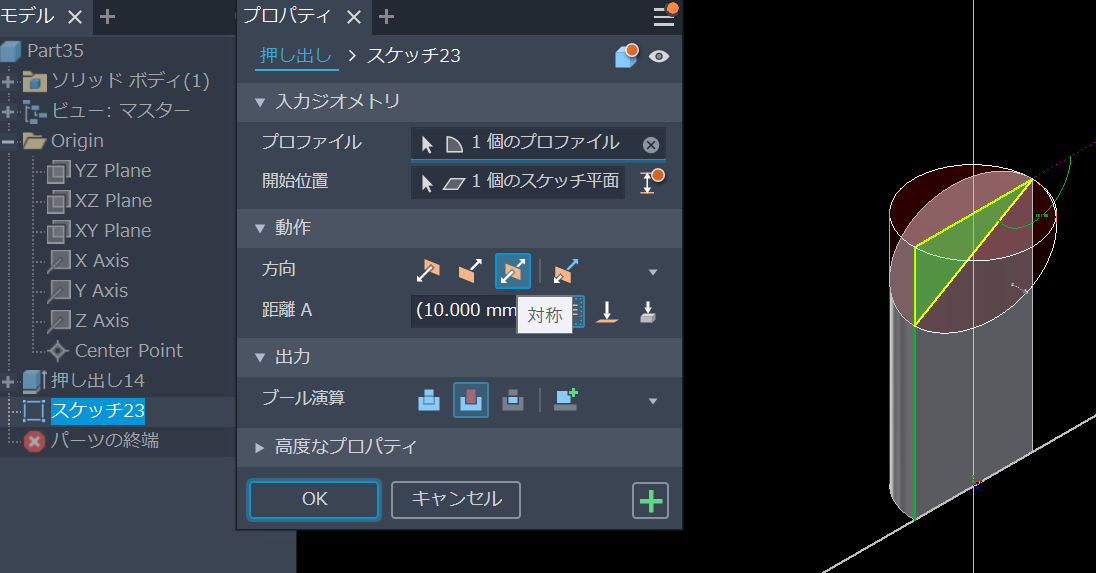 モデル
プロパティ
Part35
ソリッド ボディ(1)
ビュー: マスター
Origin
YZ Plane
XZ Plane
XY Plane
X Axis
Y Axis
Z Axis
Center Point
押し出し14
スケッチ23
パーツの終端
押し出し > スケッチ23
入力ジオメトリ
プロファイル 1 個のプロファイル
開始位置 1 個のスケッチ平面
動作
方向
距離 A (10.000 mm
対称
出力
ブール演算
高度なプロパティ
OK キャンセル